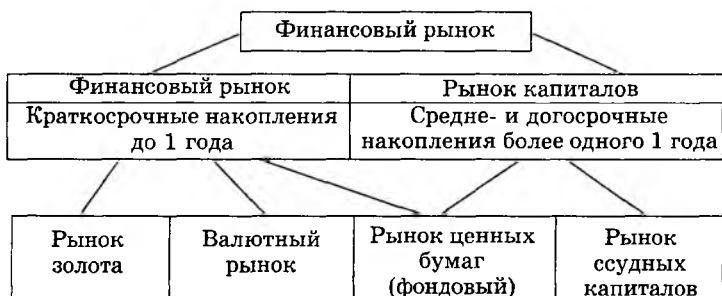 Финансовый рынок
Финансовый рынок
Рынок капиталов
Краткосрочные накопления
до 1 года
Средне- и догосрочные
накопления более одного 1 года
Рынок
золота
Валютный
рынок
Рынок ценных
бумаг
(фондовый)
Рынок
ссудных
капиталов